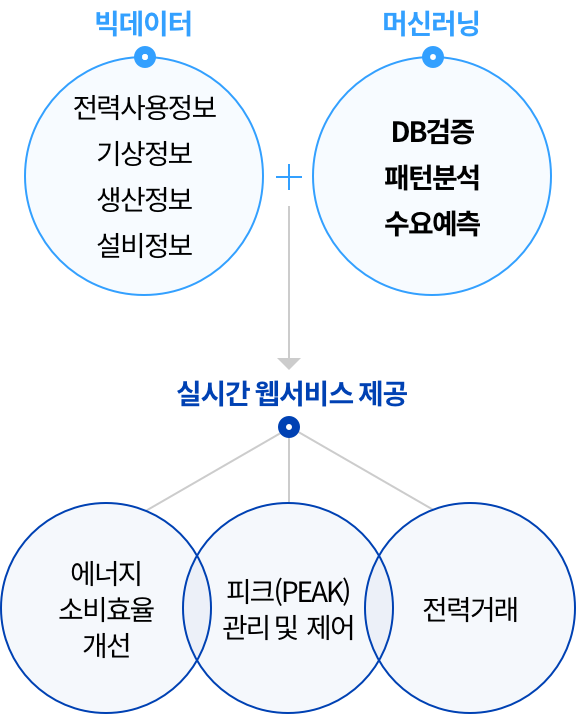 빅데이터
전력사용정보
기상정보
생산정보
설비정보
머신러닝
DB검증
패턴분석
수요예측
실시간 웹서비스 제공
에너지
소비효율
개선
피크(PEAK)
관리 및 제어
전력거래